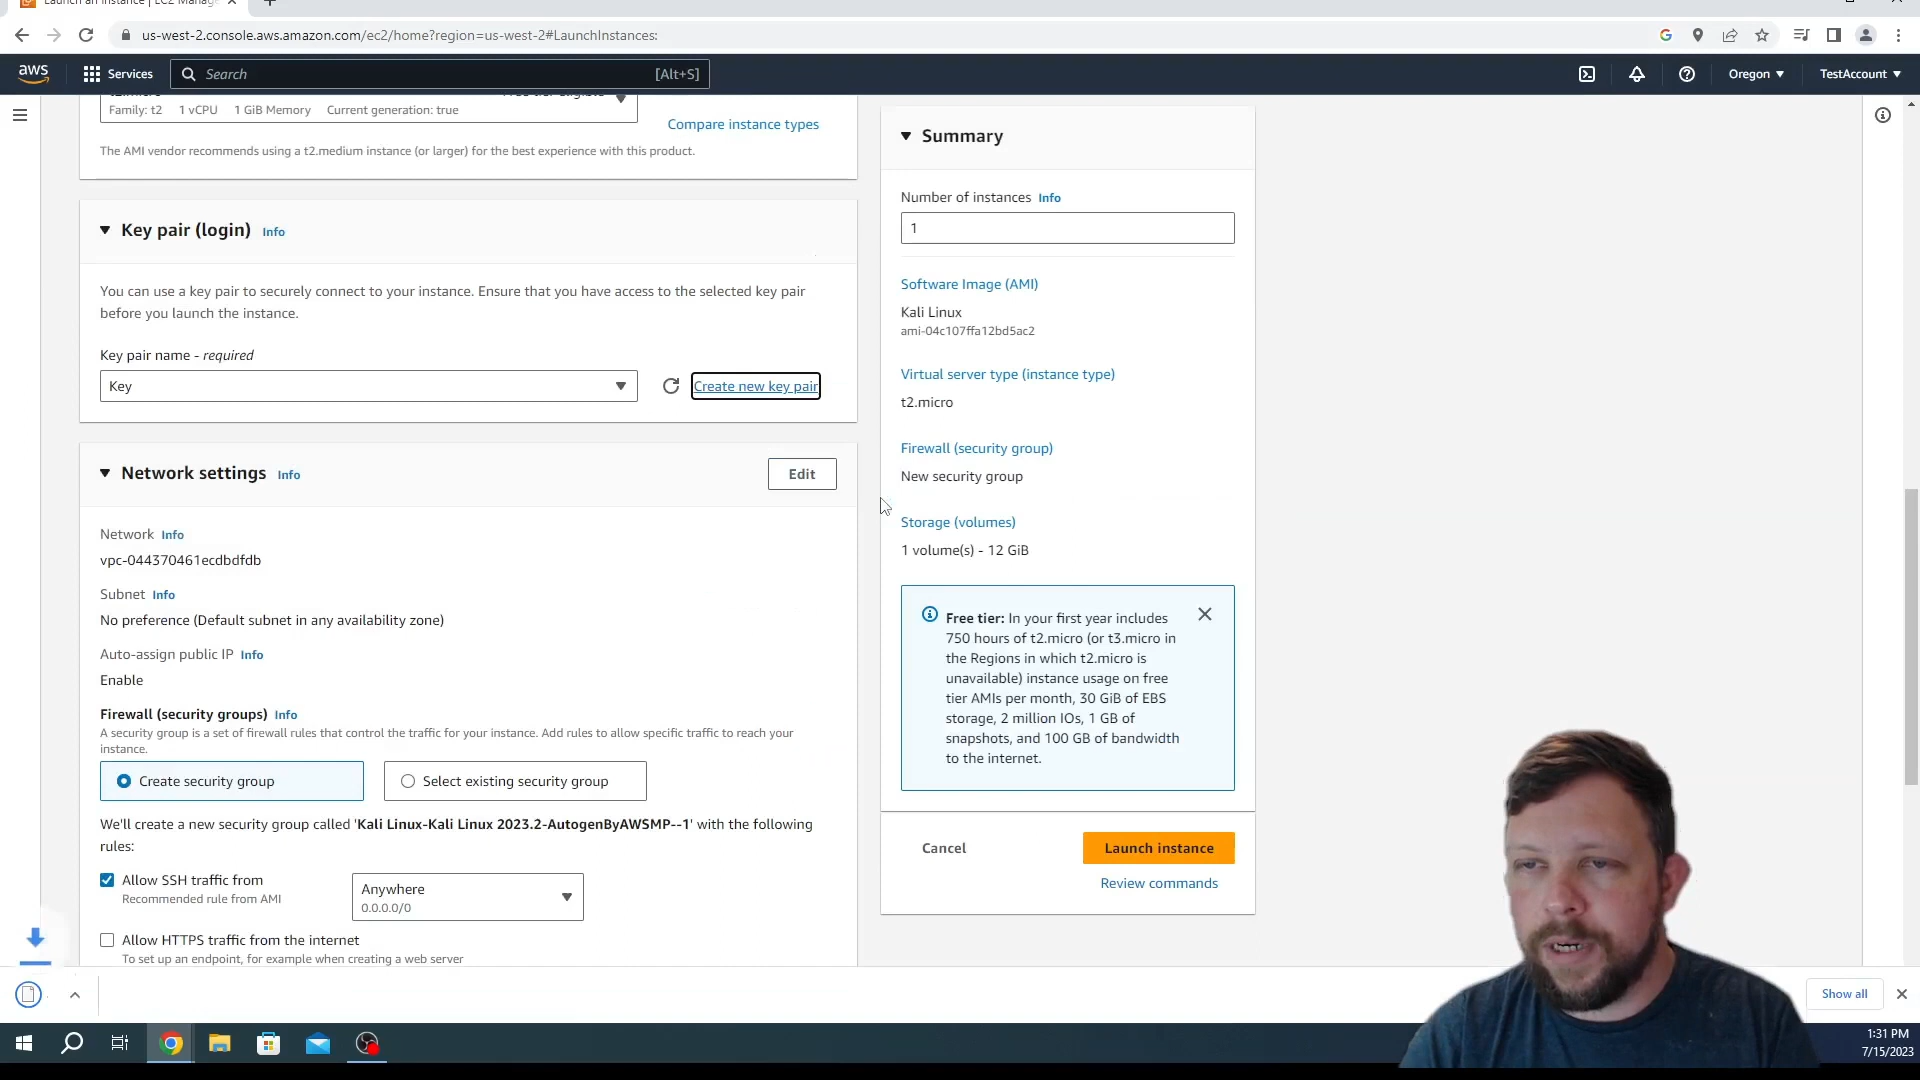 Launch an instance | EC2 Manage
us-west-2.console.aws.amazon.com/ec2/home?region=us-west-2#LaunchInstances:
aws
Services
Search
[Alt+S]
Oregon
TestAccount
t2.micro
Free tier eligible
Family: t2 1 vCPU 1 GiB Memory Current generation: true
Compare instance types
The AMI vendor recommends using a t2.medium instance (or larger) for the best experience with this product.
Key pair (login) Info
You can use a key pair to securely connect to your instance. Ensure that you have access to the selected key pair
before you launch the instance.
Key pair name - required
Key
Create new key pair
Network settings Info
Edit
Network Info
vpc-044370461ecdbdfdb
Subnet Info
No preference (Default subnet in any availability zone)
Auto-assign public IP Info
Enable
Firewall (security groups) Info
A security group is a set of firewall rules that control the traffic for your instance. Add rules to allow specific traffic to reach your
instance.
Create security group
Select existing security group
We'll create a new security group called 'Kali Linux-Kali Linux 2023.2-AutogenByAWSMP--1' with the following
rules:
Allow SSH traffic from
Recommended rule from AMI
Anywhere
0.0.0.0/0
Allow HTTPS traffic from the internet
To set up an endpoint, for example when creating a web server
Summary
Number of instances Info
1
Software Image (AMI)
Kali Linux
ami-04c107ffa12bd5ac2
Virtual server type (instance type)
t2.micro
Firewall (security group)
New security group
Storage (volumes)
1 volume(s) - 12 GiB
Free tier: In your first year includes
750 hours of t2.micro (or t3.micro in
the Regions in which t2.micro is
unavailable) instance usage on free
tier AMIs per month, 30 GiB of EBS
storage, 2 million IOs, 1 GB of
snapshots, and 100 GB of bandwidth
to the internet.
Cancel
Launch instance
Review commands
Show all
1:31 PM
7/15/2023